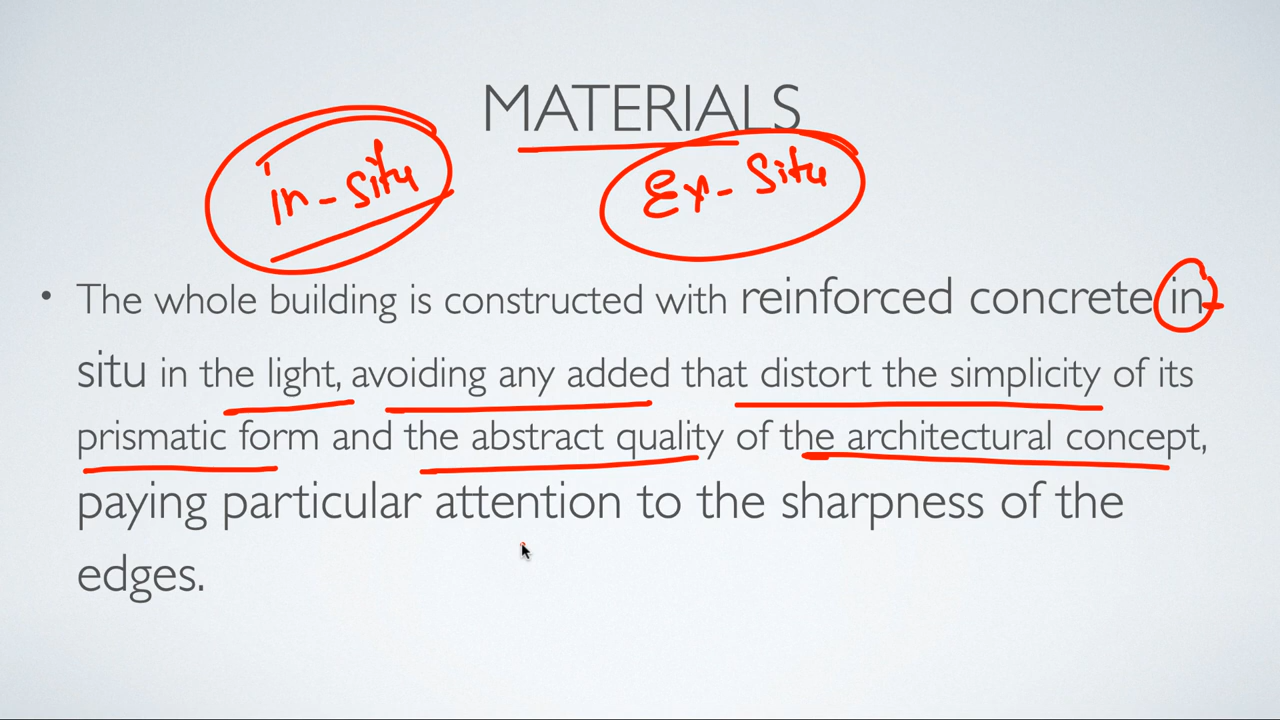 MATERIALS
in-situ
Ex-Situ
• The whole building is constructed with reinforced concrete in
situ in the light, avoiding any added that distort the simplicity of its
prismatic form and the abstract quality of the architectural concept,
paying particular attention to the sharpness of the
edges.